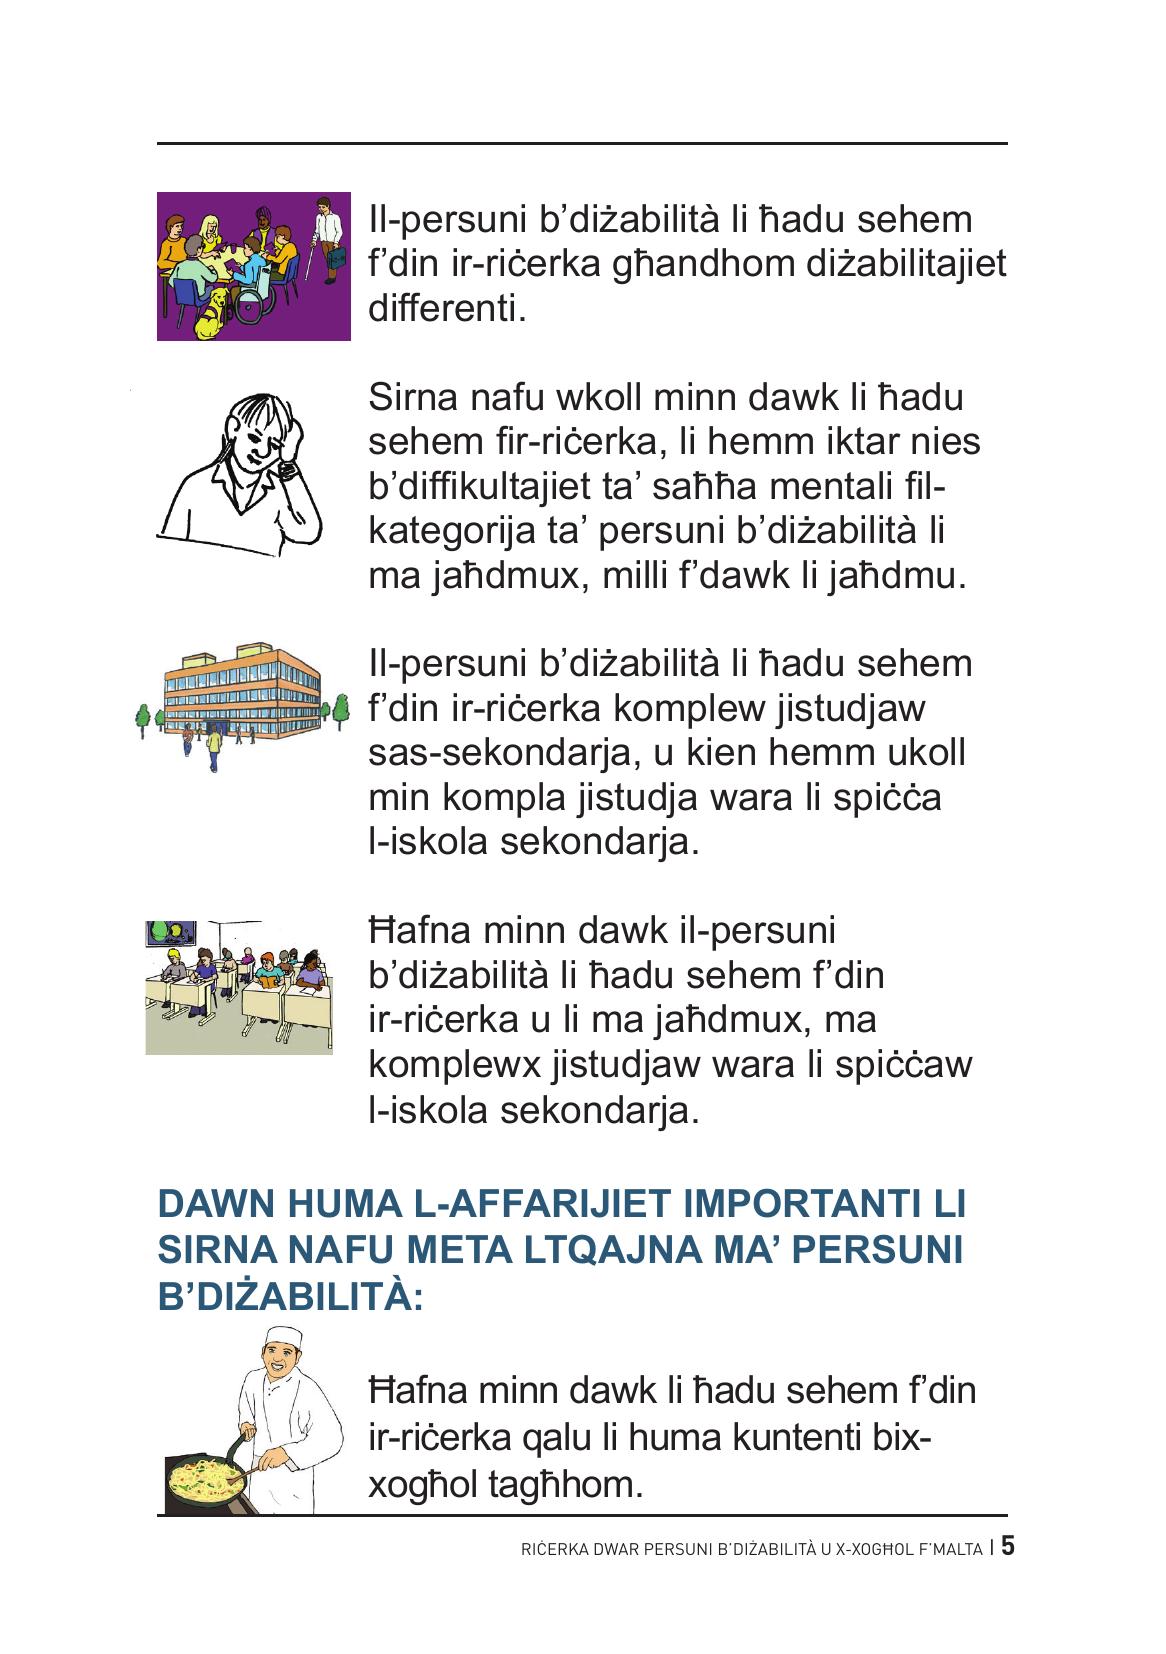 Il-persuni b’diżabilità li ħadu sehem
f’din ir-riċerka għandhom diżabilitajiet
differenti.
Sirna nafu wkoll minn dawk li ħadu
sehem fir-riċerka, li hemm iktar nies
b’diffikultajiet ta’ saħħa mentali fil-
kategorija ta’ persuni b’diżabilità li
ma jaħdmux, milli f’dawk li jaħdmu.
Il-persuni b’diżabilità li ħadu sehem
f’din ir-riċerka komplew jistudjaw
sas-sekondarja, u kien hemm ukoll
min kompla jistudja wara li spiċċa
l-iskola sekondarja.
Ħafna minn dawk il-persuni
b’diżabilità li ħadu sehem f’din
ir-riċerka u li ma jaħdmux, ma
komplewx jistudjaw wara li spiċċaw
l-iskola sekondarja.
DAWN HUMA L-AFFARIJIET IMPORTANTI LI
SIRNA NAFU META LTQAJNA MA’ PERSUNI
B’DIŻABILITÀ:
Ħafna minn dawk li ħadu sehem f’din
ir-riċerka qalu li huma kuntenti bix-
xogħol tagħhom.
RIĊERKA DWAR PERSUNI B’DIŻABILITÀ U X-XOGĦOL F’MALTA | 5